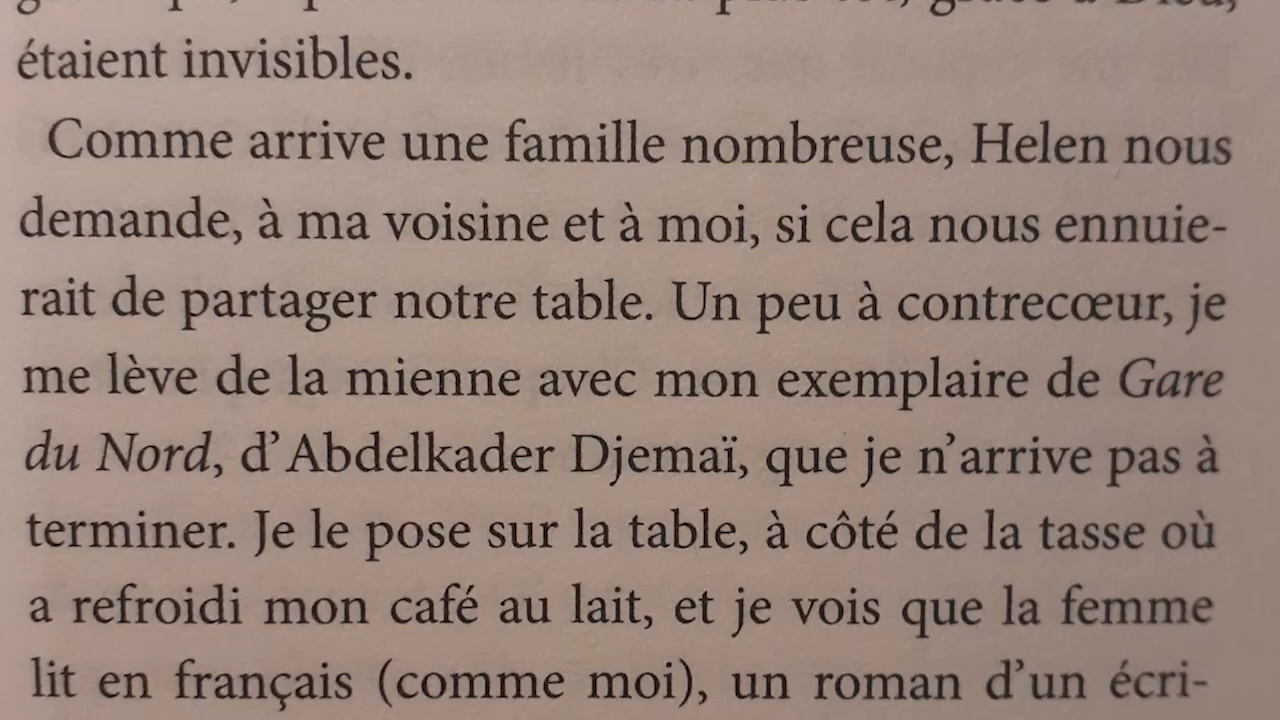 étaient invisibles.
Comme arrive une famille nombreuse, Helen nous
demande, à ma voisine et à moi, si cela nous ennuie-
rait de partager notre table. Un peu à contrecœur, je
me lève de la mienne avec mon exemplaire de Gare
du Nord, d’Abdelkader Djemaï, que je n’arrive pas à
terminer. Je le pose sur la table, à côté de la tasse où
a refroidi mon café au lait, et je vois que la femme
lit en français (comme moi), un roman d’un écri-